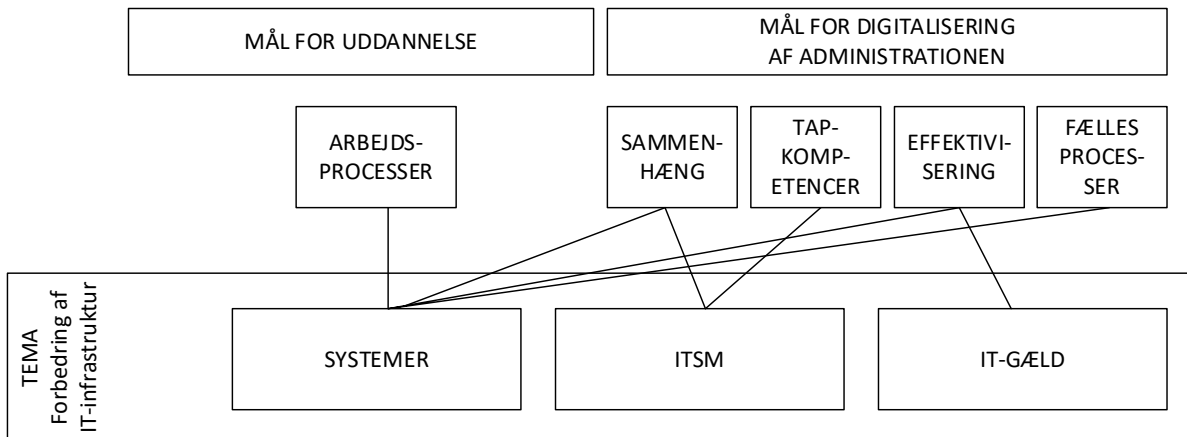 MÅL FOR UDDANNELSE
MÅL FOR DIGITALISERING
AF ADMINISTRATIONEN
ARBEJDS-
PROCESSER
SAMMEN-
HÆNG
TAP-
KOMP-
ETENCER
EFFEKTIVI-
SERING
FÆLLES
PROCES-
SER
TEMA
Forbedring af
IT-infrastruktur
SYSTEMER
ITSM
IT-GÆLD